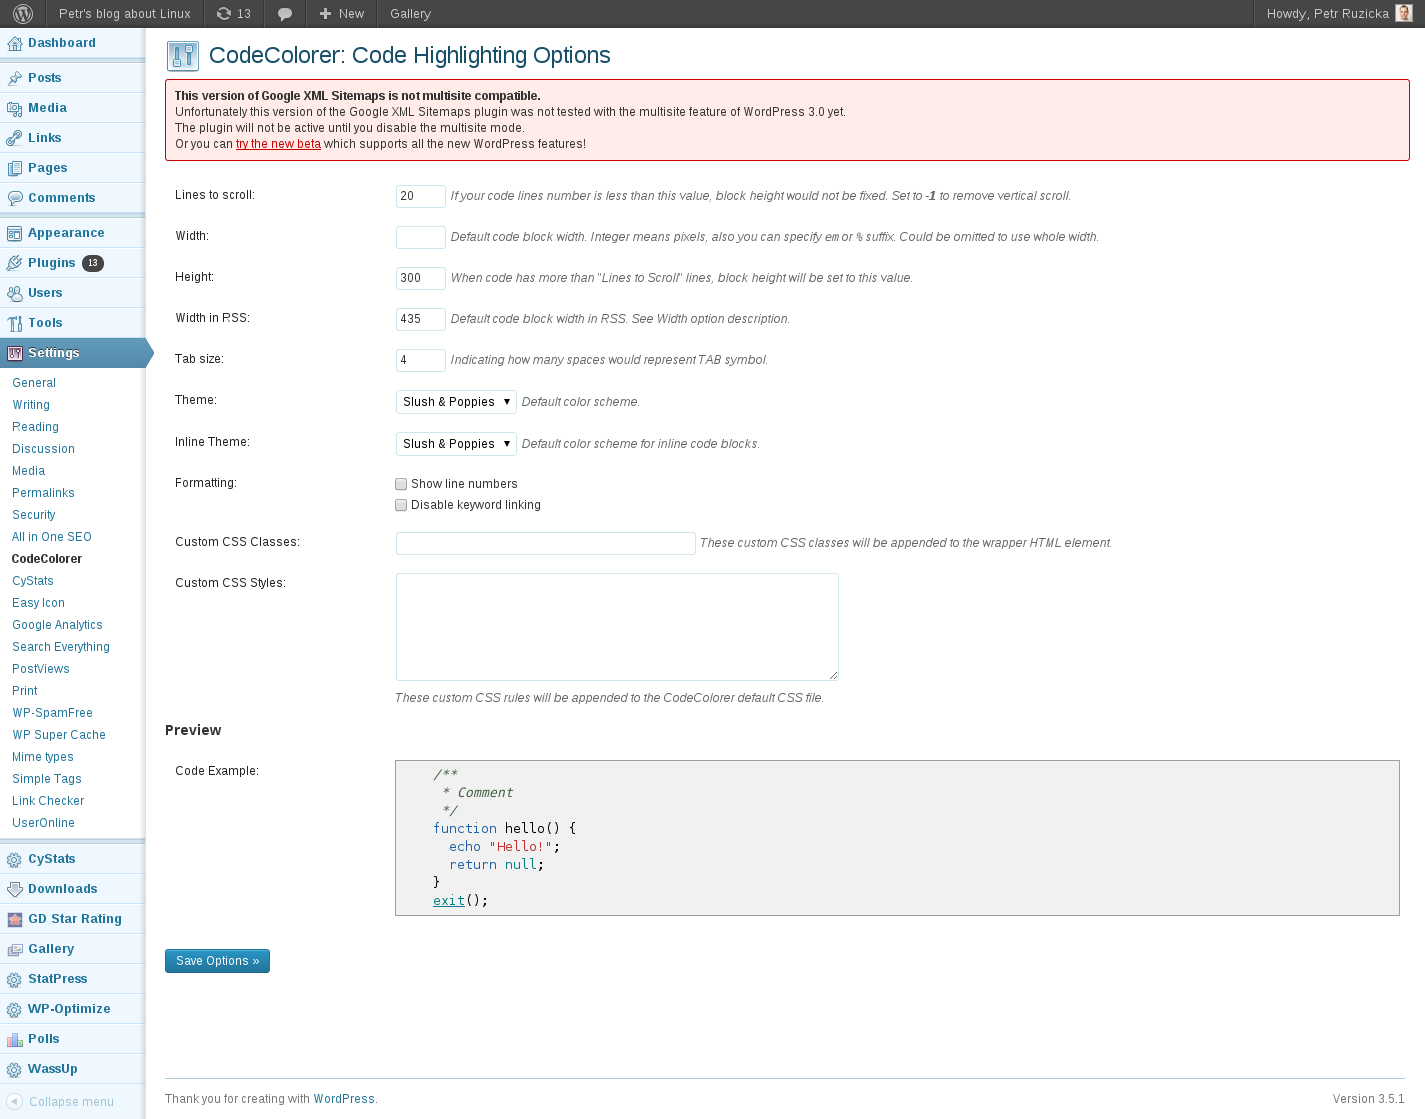 Petr's blog about Linux 13 New Gallery Howdy, Petr Ruzicka
Dashboard
Posts
Media
Links
Pages
Comments
Appearance
Plugins 13
Users
Tools
Settings
General
Writing
Reading
Discussion
Media
Permalinks
Security
All in One SEO
CodeColorer
CyStats
Easy Icon
Google Analytics
Search Everything
PostViews
Print
WP-SpamFree
WP Super Cache
Mime types
Simple Tags
Link Checker
UserOnline
CyStats
Downloads
GD Star Rating
Gallery
StatPress
WP-Optimize
Polls
WassUp
Collapse menu
CodeColorer: Code Highlighting Options
This version of Google XML Sitemaps is not multisite compatible.
Unfortunately this version of the Google XML Sitemaps plugin was not tested with the multisite feature of WordPress 3.0 yet.
The plugin will not be active until you disable the multisite mode.
Or you can try the new beta which supports all the new WordPress features!
Lines to scroll: 20 If your code lines number is less than this value, block height would not be fixed. Set to -1 to remove vertical scroll.
Width: Default code block width. Integer means pixels, also you can specify em or % suffix. Could be omitted to use whole width.
Height: 300 When code has more than "Lines to Scroll" lines, block height will be set to this value.
Width in RSS: 435 Default code block width in RSS. See Width option description.
Tab size: 4 Indicating how many spaces would represent TAB symbol.
Theme: Slush & Poppies ▼ Default color scheme.
Inline Theme: Slush & Poppies ▼ Default color scheme for inline code blocks.
Formatting: Show line numbers
Disable keyword linking
Custom CSS Classes: These custom CSS classes will be appended to the wrapper HTML element.
Custom CSS Styles:
These custom CSS rules will be appended to the CodeColorer default CSS file.
Preview
Code Example:
/**
 * Comment
 */
function hello() {
  echo "Hello!";
  return null;
}
exit();
Save Options »
Thank you for creating with WordPress. Version 3.5.1